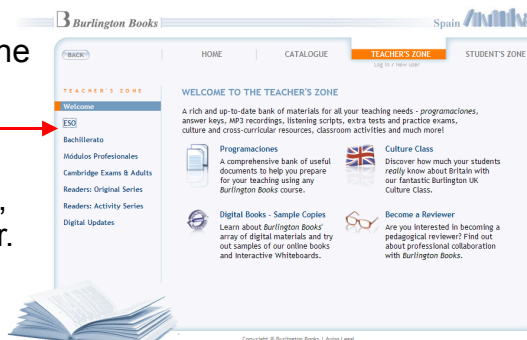 Burlington Books
Spain
ne
BACK
HOME
CATALOGUE
TEACHER'S ZONE
STUDENT'S ZONE
Log in / New user
TEACHER'S ZONE
Welcome
ESO
Bachillerato
Módulos Profesionales
Cambridge Exams & Adults
Readers: Original Series
Readers: Activity Series
Digital Updates
,
r.
WELCOME TO THE TEACHER'S ZONE
A rich and up-to-date bank of materials for all your teaching needs - programaciones,
answer keys, MP3 recordings, listening scripts, extra tests and practice exams,
culture and cross-curricular resources, classroom activities and much more!
Programaciones
A comprehensive bank of useful
documents to help you prepare
for your teaching using any
Burlington Books course.
Culture Class
Discover how much your students
really know about Britain with
our fantastic Burlington UK
Culture Class.
Digital Books - Sample Copies
Learn about Burlington Books'
array of digital materials and try
out samples of our online books
and Interactive Whiteboards.
Become a Reviewer
Are you interested in becoming a
pedagogical reviewer? Find out
about professional collaboration
with Burlington Books.
Copyright © Burlington Books | Aviso Legal